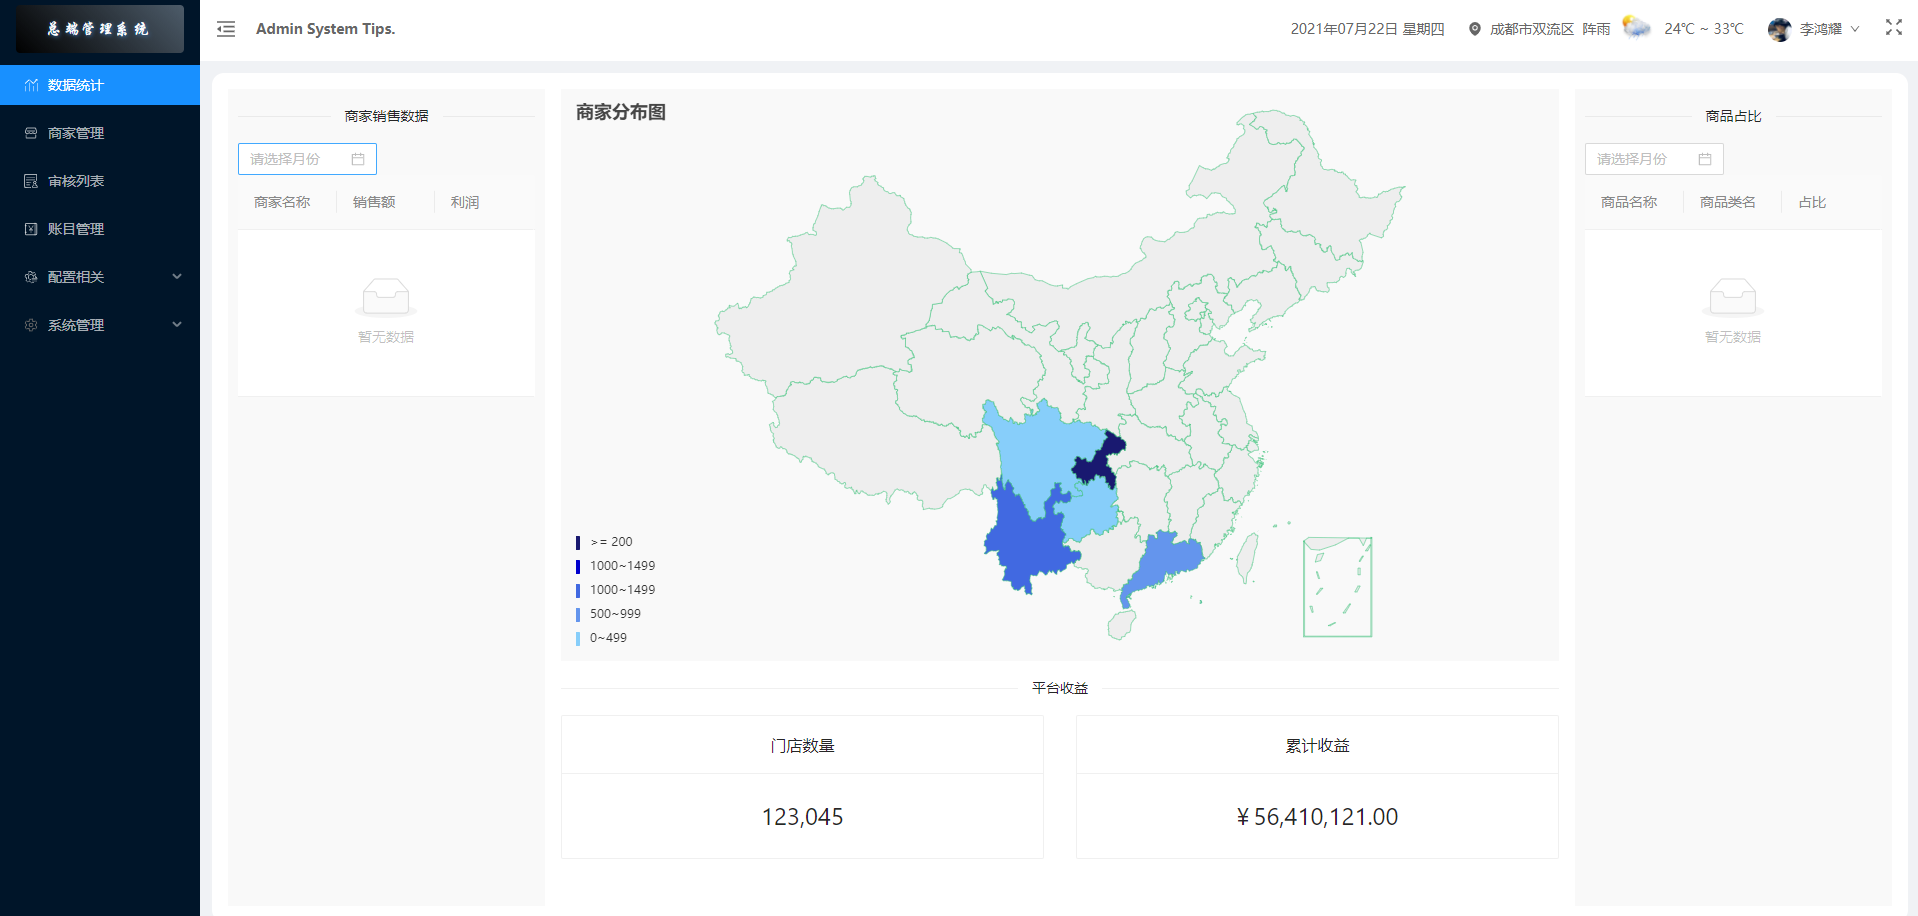 总端管理系统
Admin System Tips.
2021年07月22日 星期四 成都市双流区 阵雨 24℃ ~ 33℃ 李鸿耀
数据统计
商家管理
审核列表
账目管理
配置相关
系统管理
商家销售数据
请选择月份
商家名称 销售额 利润
暂无数据
商家分布图
>= 200
1000~1499
1000~1499
500~999
0~499
平台收益
门店数量
123,045
累计收益
¥ 56,410,121.00
商品占比
请选择月份
商品名称 商品类名 占比
暂无数据